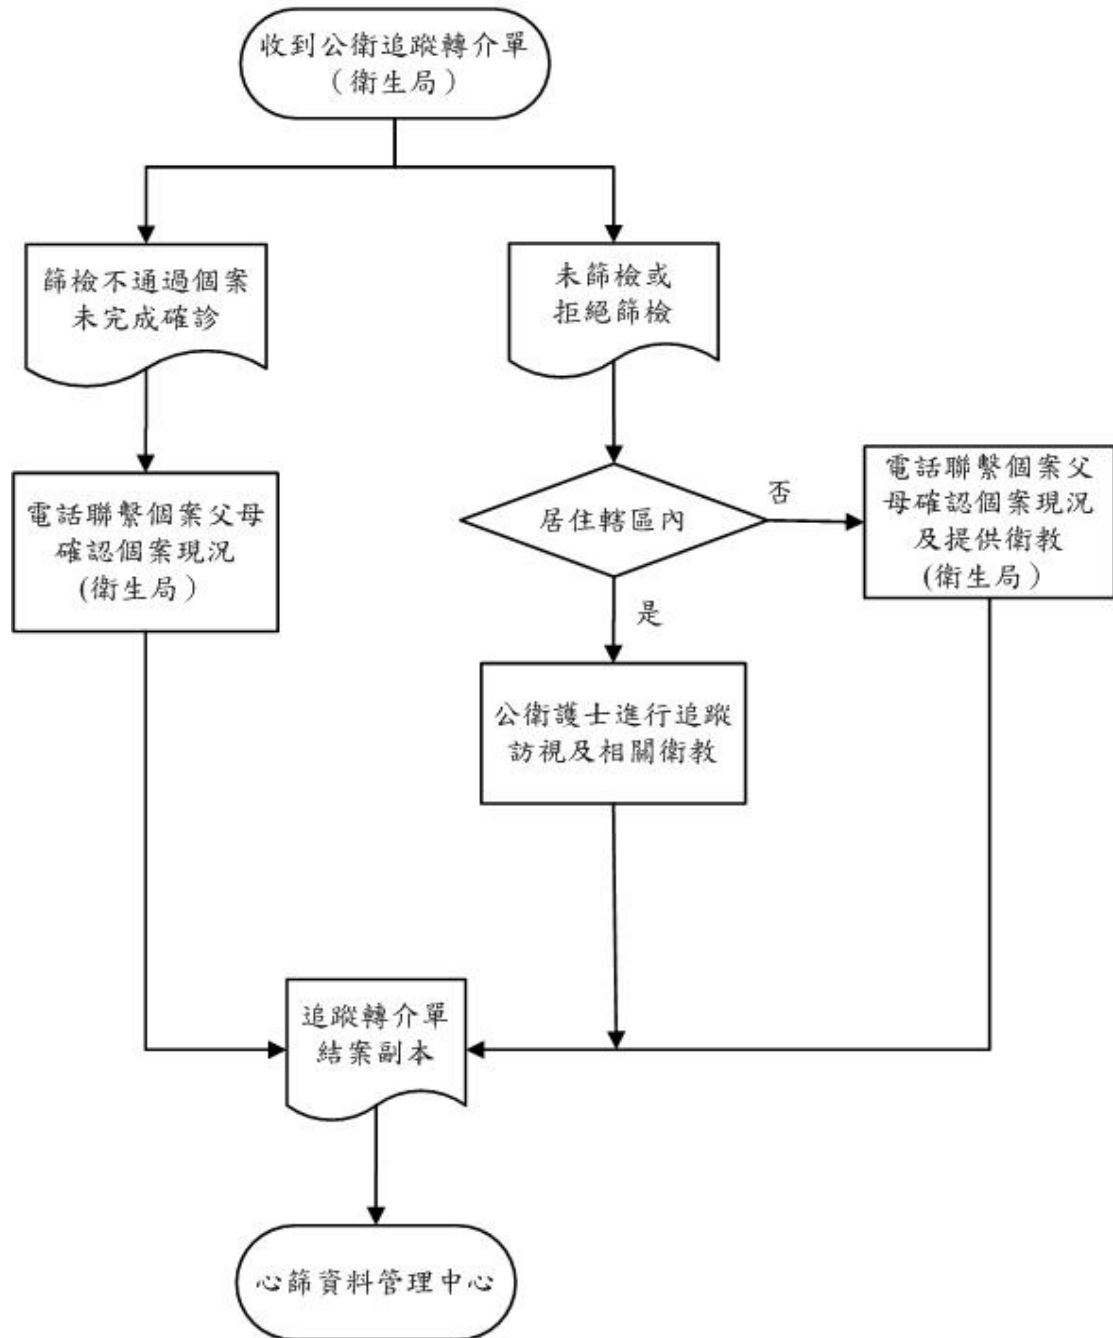 收到公衛追蹤轉介單
（衛生局）
篩檢不通過個案
未完成確診
未篩檢或
拒絕篩檢
電話聯繫個案父母
確認個案現況
(衛生局）
居住轄區內
否
電話聯繫個案父
母確認個案現況
及提供衛教
(衛生局）
是
公衛護士進行追蹤
訪視及相關衛教
追蹤轉介單
結案副本
心篩資料管理中心